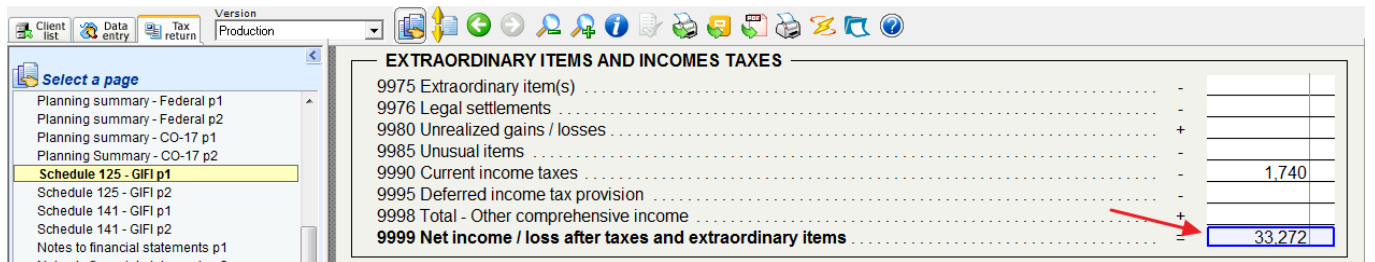 Client list
Data entry
Tax return
Version
Production
Select a page
Planning summary - Federal p1
Planning summary - Federal p2
Planning summary - CO-17 p1
Planning Summary - CO-17 p2
Schedule 125 - GIFI p1
Schedule 125 - GIFI p2
Schedule 141 - GIFI p1
Schedule 141 - GIFI p2
Notes to financial statements p1
EXTRAORDINARY ITEMS AND INCOMES TAXES
9975 Extraordinary item(s) -
9976 Legal settlements -
9980 Unrealized gains / losses +
9985 Unusual items -
9990 Current income taxes - 1,740
9995 Deferred income tax provision -
9998 Total - Other comprehensive income +
9999 Net income / loss after taxes and extraordinary items = 33,272